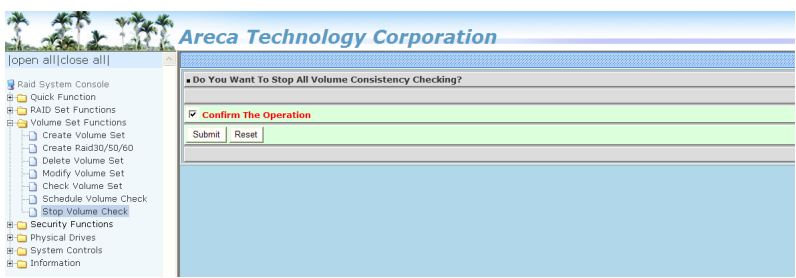 Areca Technology Corporation
|open all|close all|
Raid System Console
Quick Function
RAID Set Functions
Volume Set Functions
Create Volume Set
Create Raid30/50/60
Delete Volume Set
Modify Volume Set
Check Volume Set
Schedule Volume Check
Stop Volume Check
Security Functions
Physical Drives
System Controls
Information
Do You Want To Stop All Volume Consistency Checking?
Confirm The Operation
Submit Reset